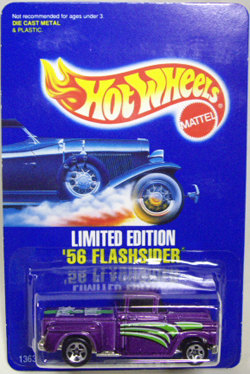 Not recommended for ages under 3.
DIE CAST METAL
& PLASTIC.
Hot Wheels
MATTEL
LIMITED EDITION
'56 FLASHSIDER